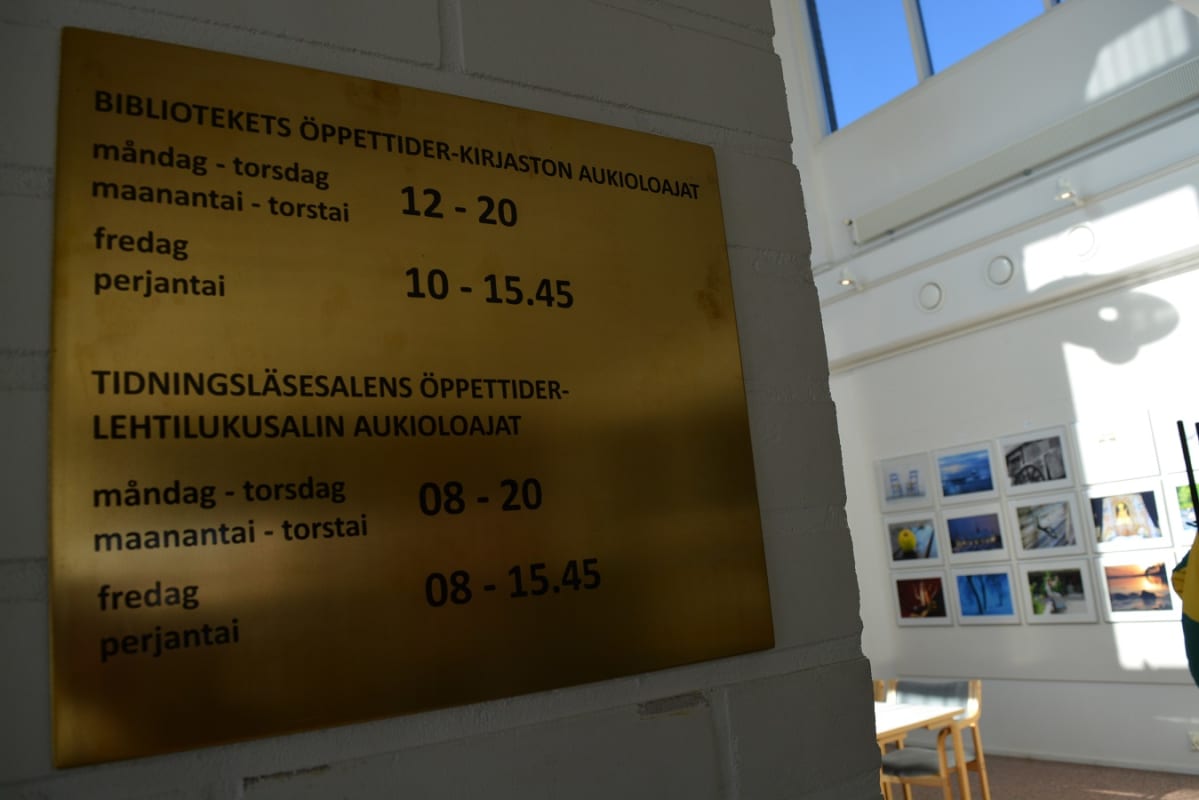 BIBLIOTEKETS ÖPPETTIDER-KIRJASTON AUKIOLOAJAT
måndag - torsdag
maanantai - torstai 12 - 20
fredag
perjantai 10 - 15.45
TIDNINGSLÄSESALENS ÖPPETTIDER-
LEHTILUKUSALIN AUKIOLOAJAT
måndag - torsdag
maanantai - torstai 08 - 20
fredag
perjantai 08 - 15.45